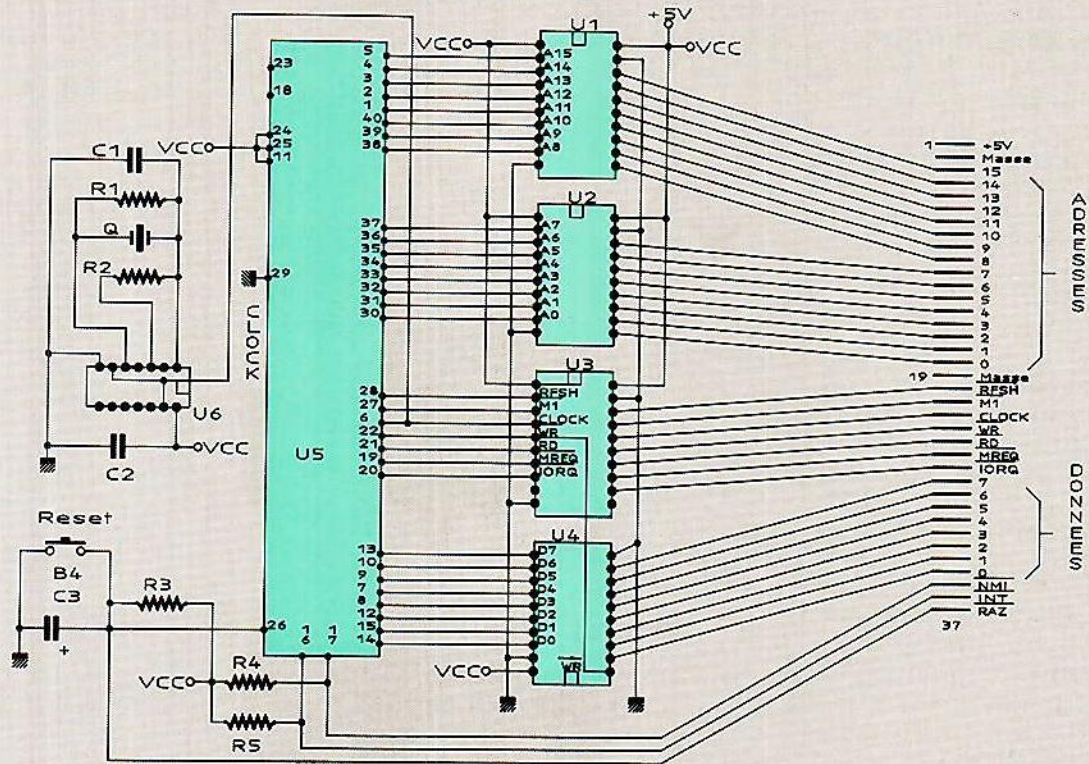 U1
+5V
VCC
VCC
5
4
3
2
1
40
39
38
23
18
24
25
11
VCC
29
CLOCK
A15
A14
A13
A12
A11
A10
A9
A8
C1
R1
Q
R2
U6
VCC
C2
37
36
35
34
33
32
31
30
U2
A7
A6
A5
A4
A3
A2
A1
A0
U5
28
27
6
22
21
19
20
U3
RFSH
M1
CLOCK
WR
RD
MREQ
IORQ
13
10
9
7
8
12
15
14
U4
D7
D6
D5
D4
D3
D2
D1
D0
WR
VCC
Reset
B4
C3
+
R3
26
16
17
VCC
R4
R5
1
+5V
Masse
15
14
13
12
11
10
9
8
7
6
5
4
3
2
1
0
ADRESSES
19
Masse
RFSH
M1
CLOCK
WR
RD
MREQ
IORQ
7
6
5
4
3
2
1
0
DONNEES
NMI
INT
RAZ
37